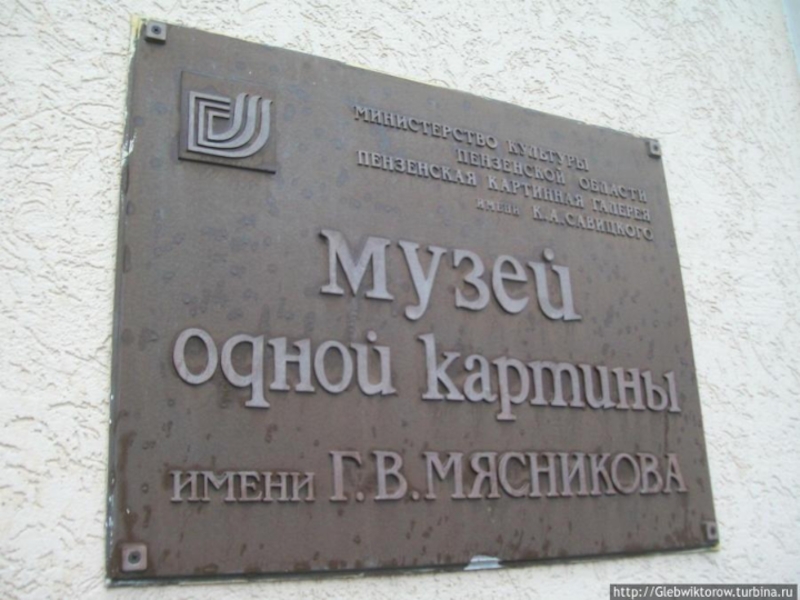 МИНИСТЕРСТВО КУЛЬТУРЫ
ПЕНЗЕНСКОЙ ОБЛАСТИ
ПЕНЗЕНСКАЯ КАРТИННАЯ ГАЛЕРЕЯ
ИМЕНИ К.А.САВИЦКОГО
музей
одной картины
ИМЕНИ Г.В.МЯСНИКОВА
http://Glebwiktorow.turbina.ru